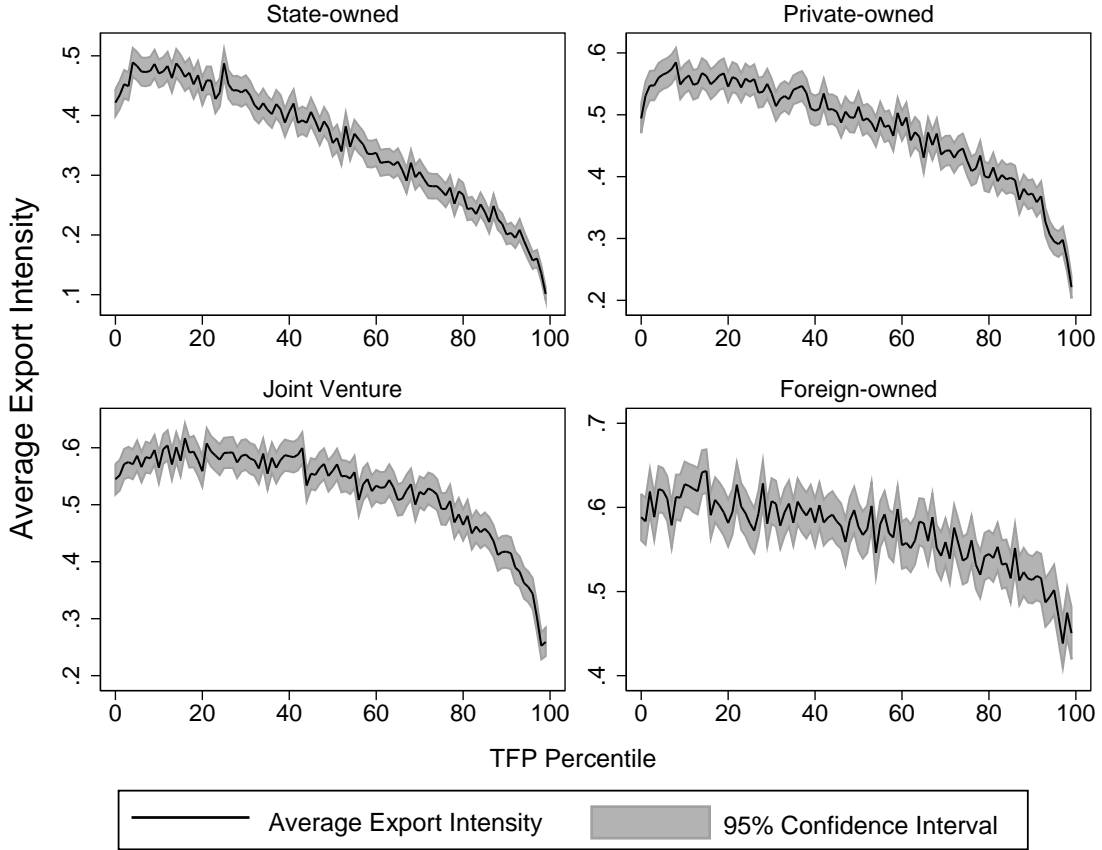 State-owned
Private-owned
Average Export Intensity
.5
.4
.3
.2
.1
0 20 40 60 80 100
.6
.5
.4
.3
.2
0 20 40 60 80 100
Joint Venture
Foreign-owned
.6
.5
.4
.3
.2
0 20 40 60 80 100
.7
.6
.5
.4
0 20 40 60 80 100
TFP Percentile
Average Export Intensity
95% Confidence Interval